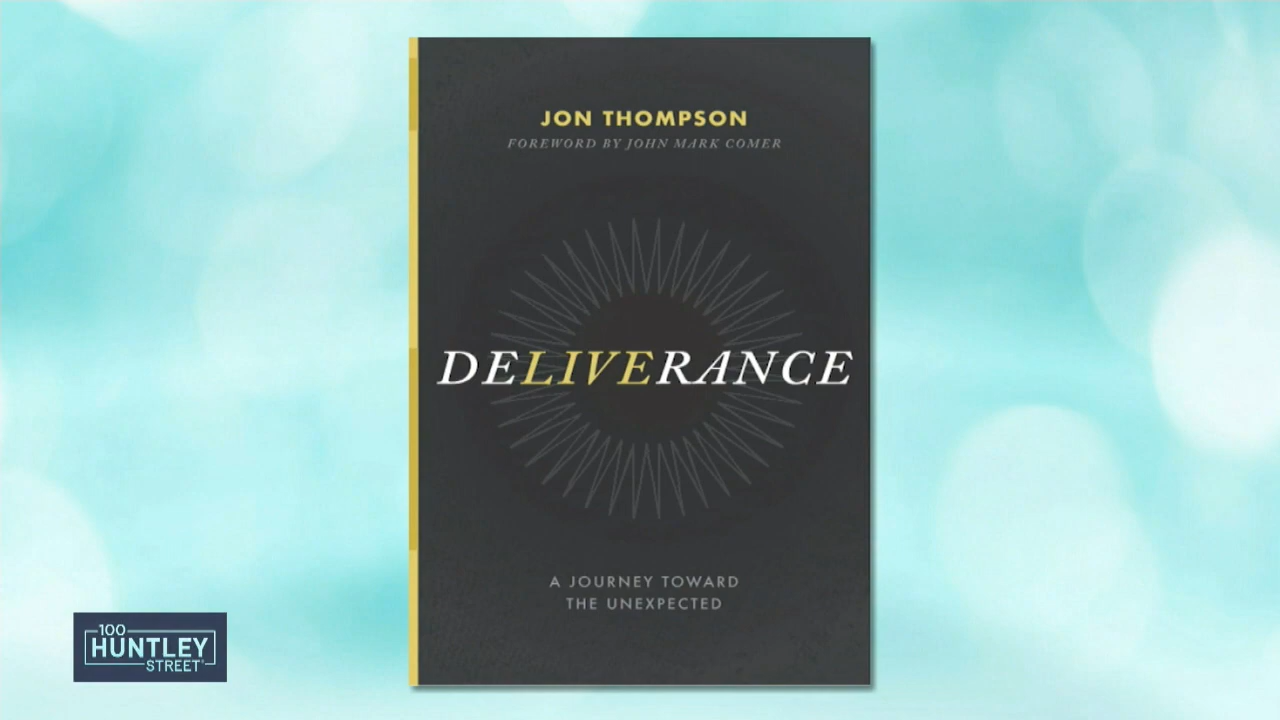 JON THOMPSON
FOREWORD BY JOHN MARK COMER
DELIVERANCE
A JOURNEY TOWARD
THE UNEXPECTED
100
HUNTLEY
STREET